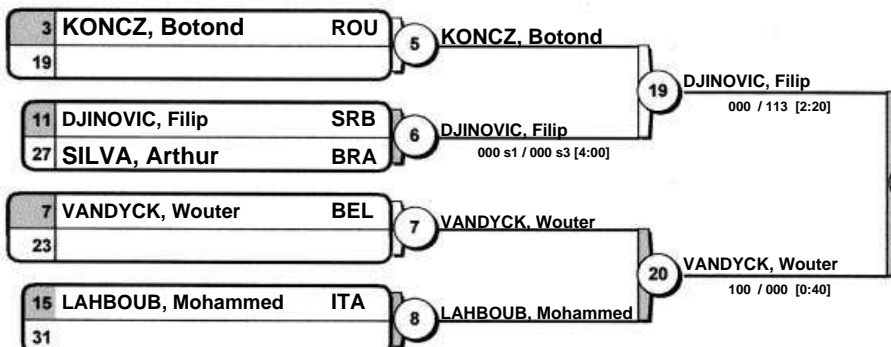 3 KONCZ, Botond ROU
19
5
KONCZ, Botond
11 DJINOVIC, Filip SRB
27 SILVA, Arthur BRA
6
DJINOVIC, Filip
000 s1 / 000 s3 [4:00]
19
DJINOVIC, Filip
000 / 113 [2:20]
7 VANDYCK, Wouter BEL
23
7
VANDYCK, Wouter
15 LAHBOUB, Mohammed ITA
31
8
LAHBOUB, Mohammed
20
VANDYCK, Wouter
100 / 000 [0:40]